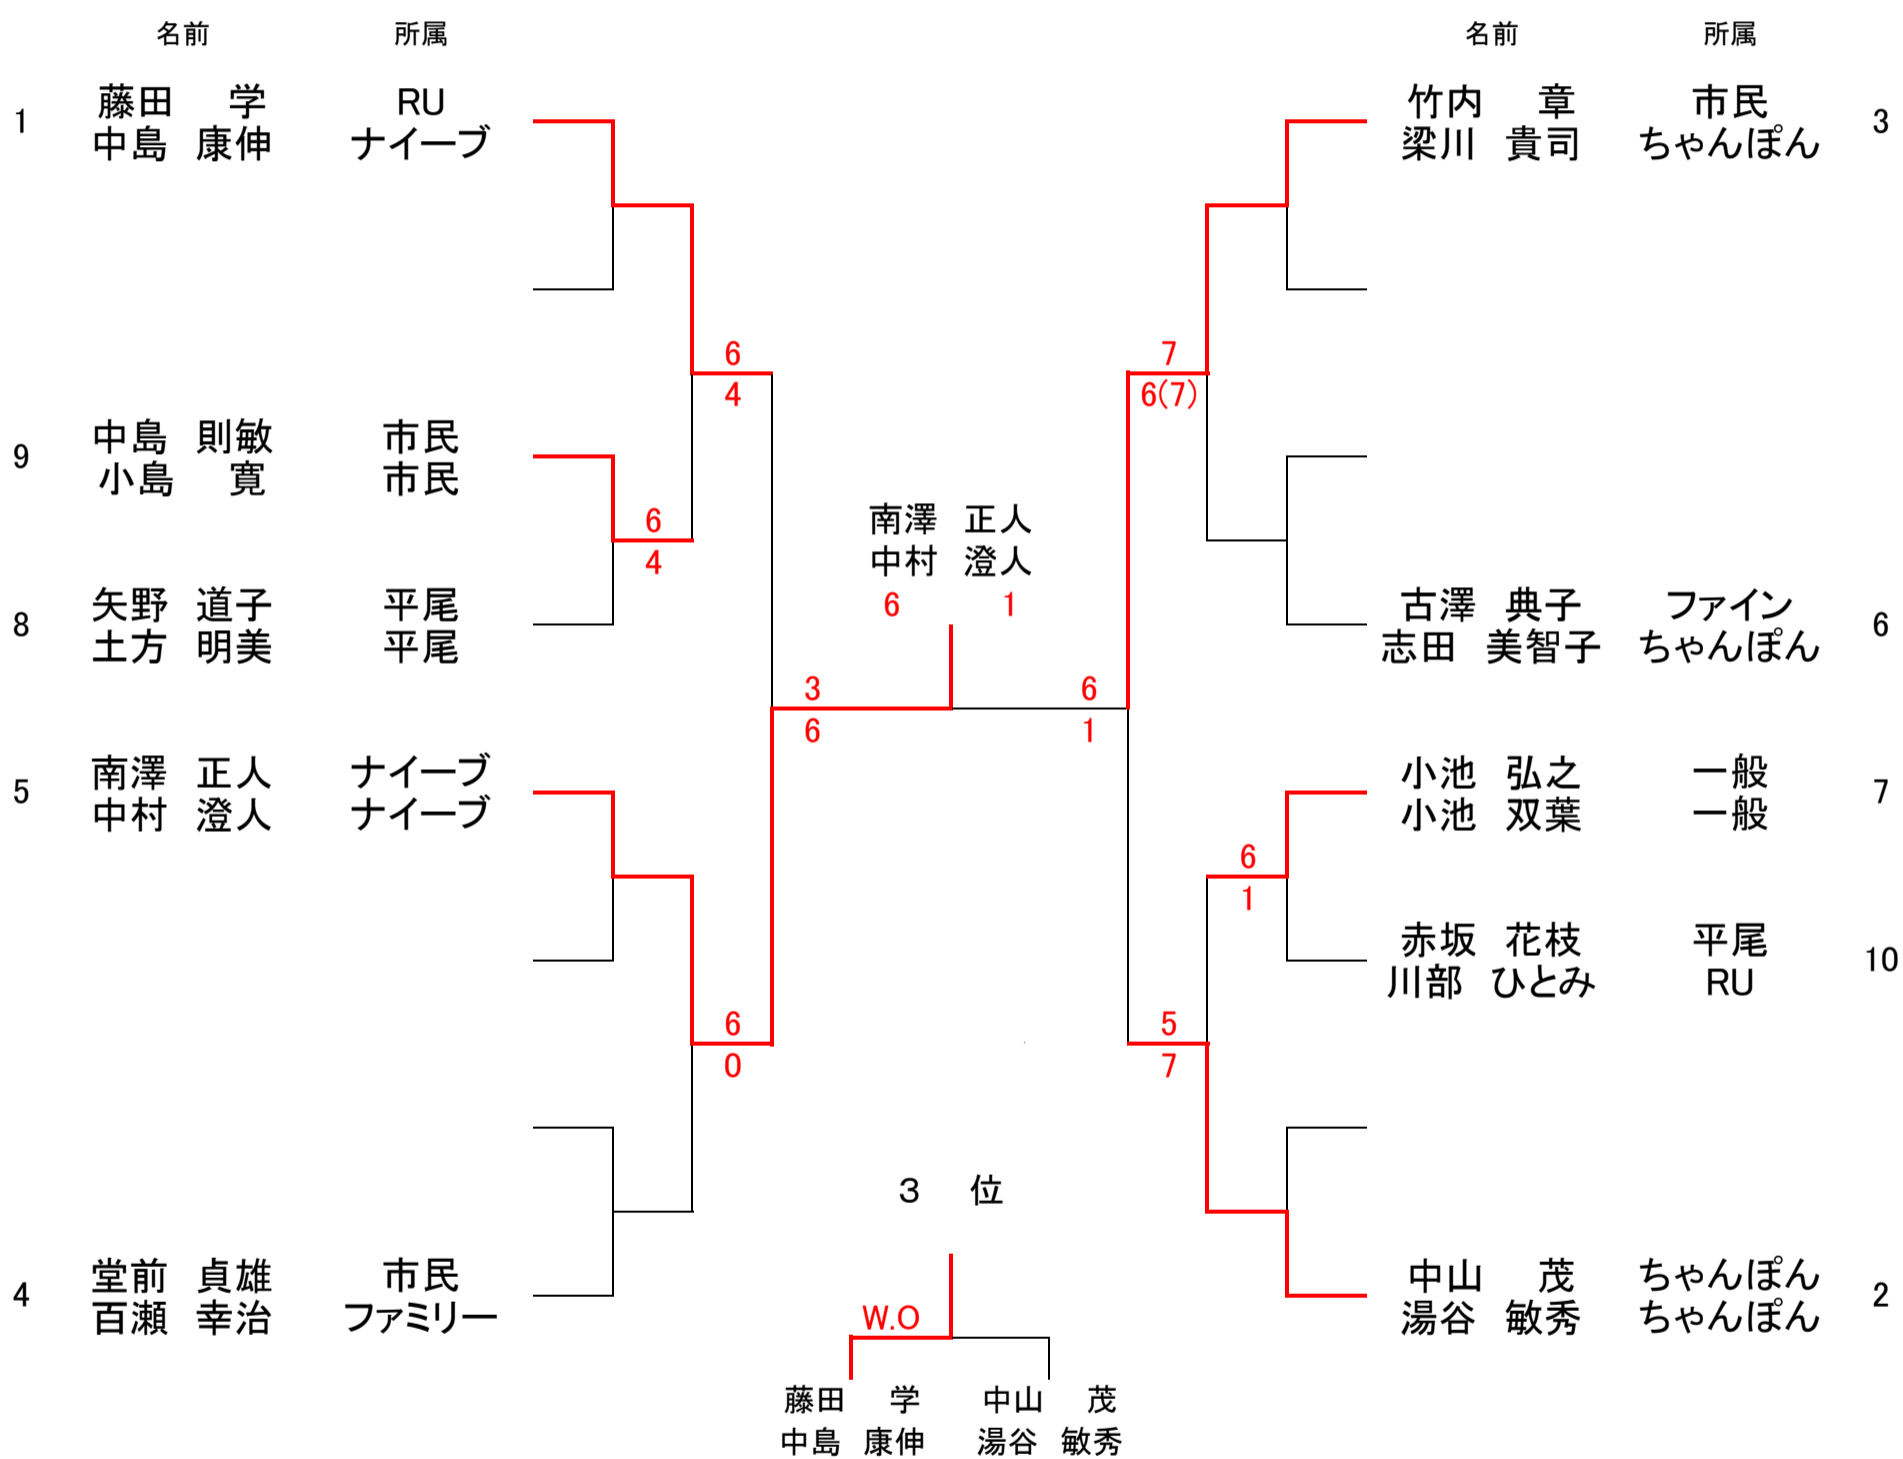 名前 所属
1 藤田 学 RU
中島 康伸 ナイーブ
9 中島 則敏 市民
小島 寛 市民
8 矢野 道子 平尾
土方 明美 平尾
5 南澤 正人 ナイーブ
中村 澄人 ナイーブ
4 堂前 貞雄 市民
百瀬 幸治 ファミリー
6
4
6
4
3
6
6
0
南澤 正人
中村 澄人
6 1
7
6(7)
6
1
6
1
5
7
名前 所属
竹内 章 市民 3
梁川 貴司 ちゃんぽん
古澤 典子 ファイン 6
志田 美智子 ちゃんぽん
小池 弘之 一般 7
小池 双葉 一般
赤坂 花枝 平尾 10
川部 ひとみ RU
中山 茂 ちゃんぽん 2
湯谷 敏秀 ちゃんぽん
3 位
W.O
藤田 学 中山 茂
中島 康伸 湯谷 敏秀